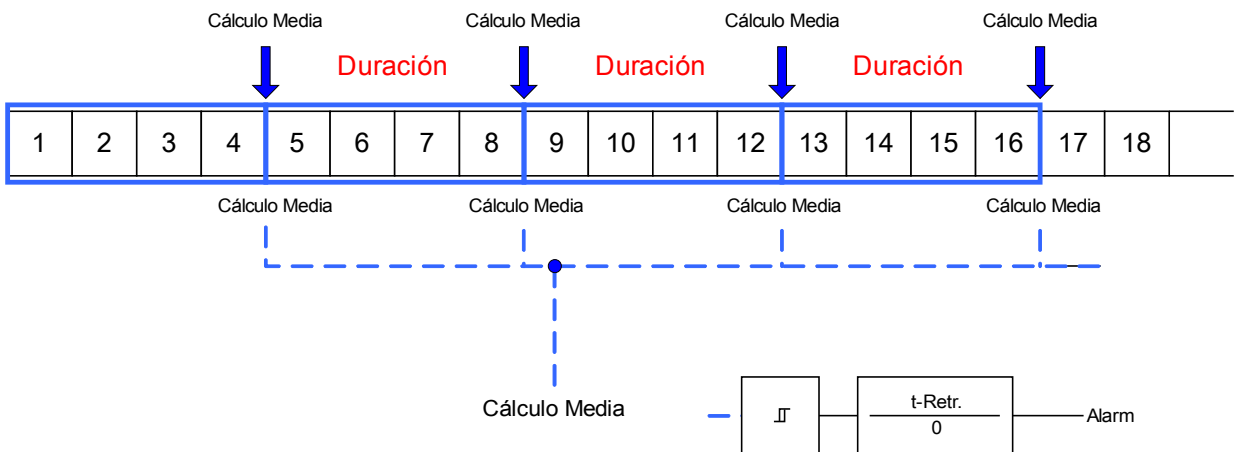 Cálculo Media Cálculo Media Cálculo Media Cálculo Media
Duración Duración Duración
1 2 3 4 5 6 7 8 9 10 11 12 13 14 15 16 17 18
Cálculo Media Cálculo Media Cálculo Media Cálculo Media
Cálculo Media
t-Retr.
0
Alarm